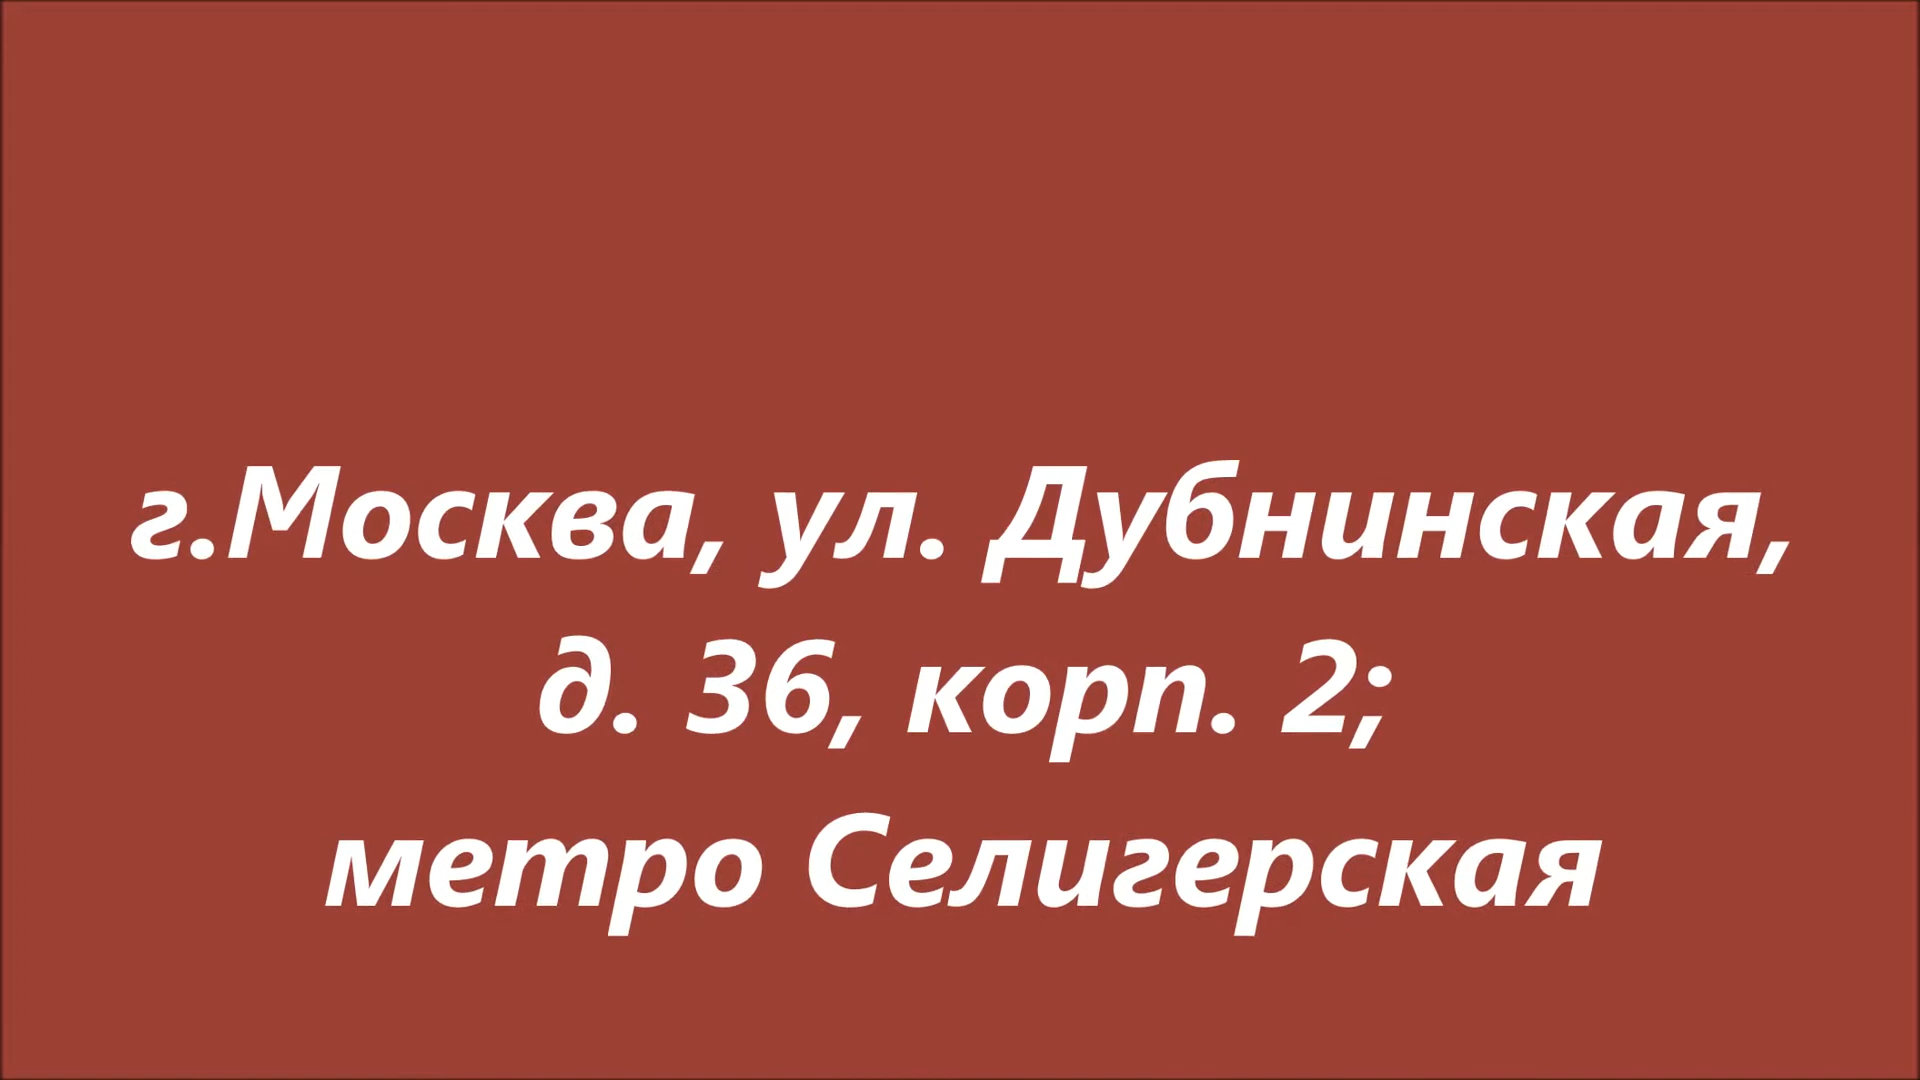 г.Москва, ул. Дубнинская,
д. 36, корп. 2;
метро Селигерская